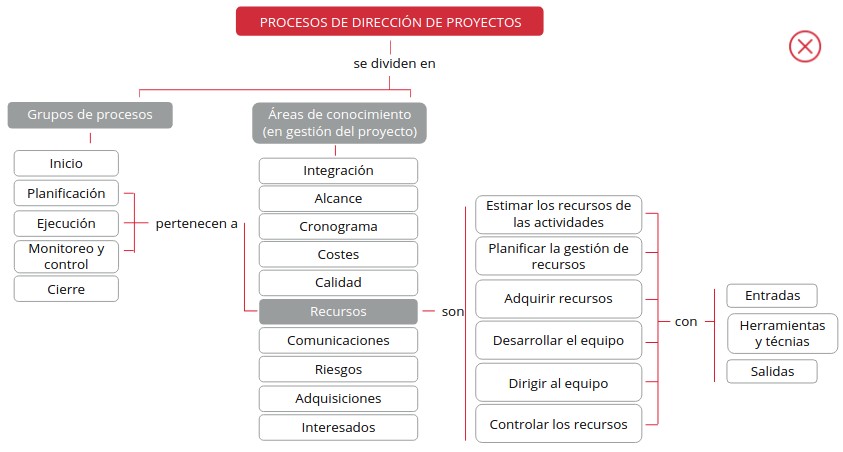 PROCESOS DE DIRECCIÓN DE PROYECTOS
se dividen en
Grupos de procesos
Inicio
Planificación
Ejecución
Monitoreo y
control
Cierre
pertenecen a
Áreas de conocimiento
(en gestión del proyecto)
Integración
Alcance
Cronograma
Costes
Calidad
Recursos
Comunicaciones
Riesgos
Adquisiciones
Interesados
son
Estimar los recursos de
las actividades
Planificar la gestión de
recursos
Adquirir recursos
Desarrollar el equipo
Dirigir al equipo
Controlar los recursos
con
Entradas
Herramientas
y técnias
Salidas